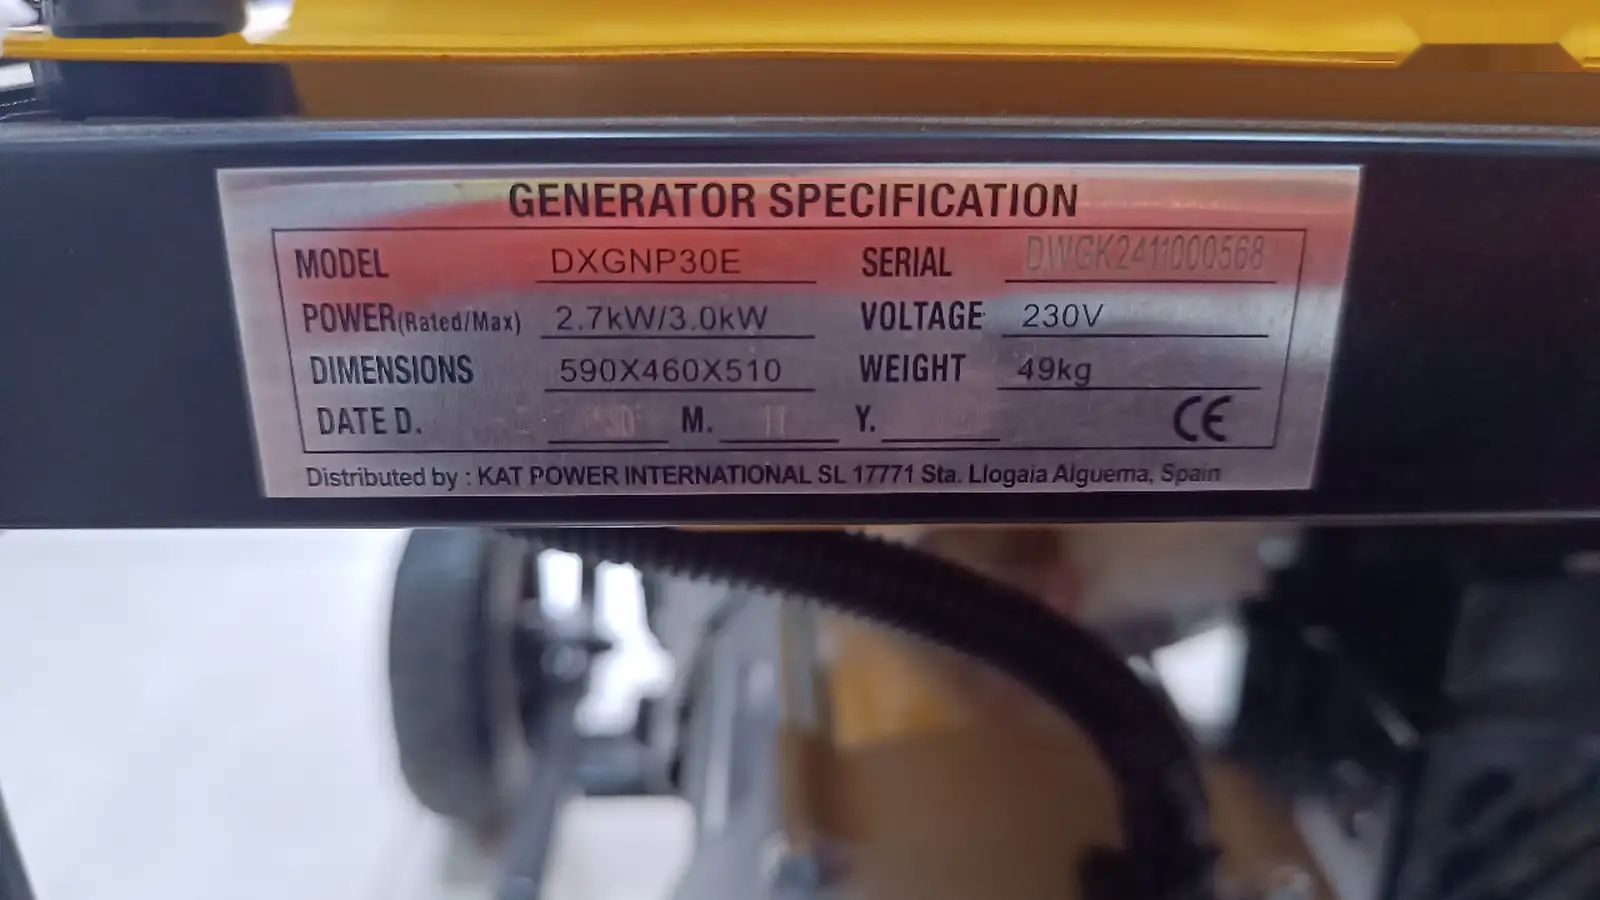 GENERATOR SPECIFICATION
MODEL DXGNP30E SERIAL DWGK2411000568
POWER(Rated/Max) 2.7kW/3.0kW VOLTAGE 230V
DIMENSIONS 590X460X510 WEIGHT 49kg
DATE D. M. 11 Y. CE
Distributed by : KAT POWER INTERNATIONAL SL 17771 Sta. Llogaia Alguema, Spain